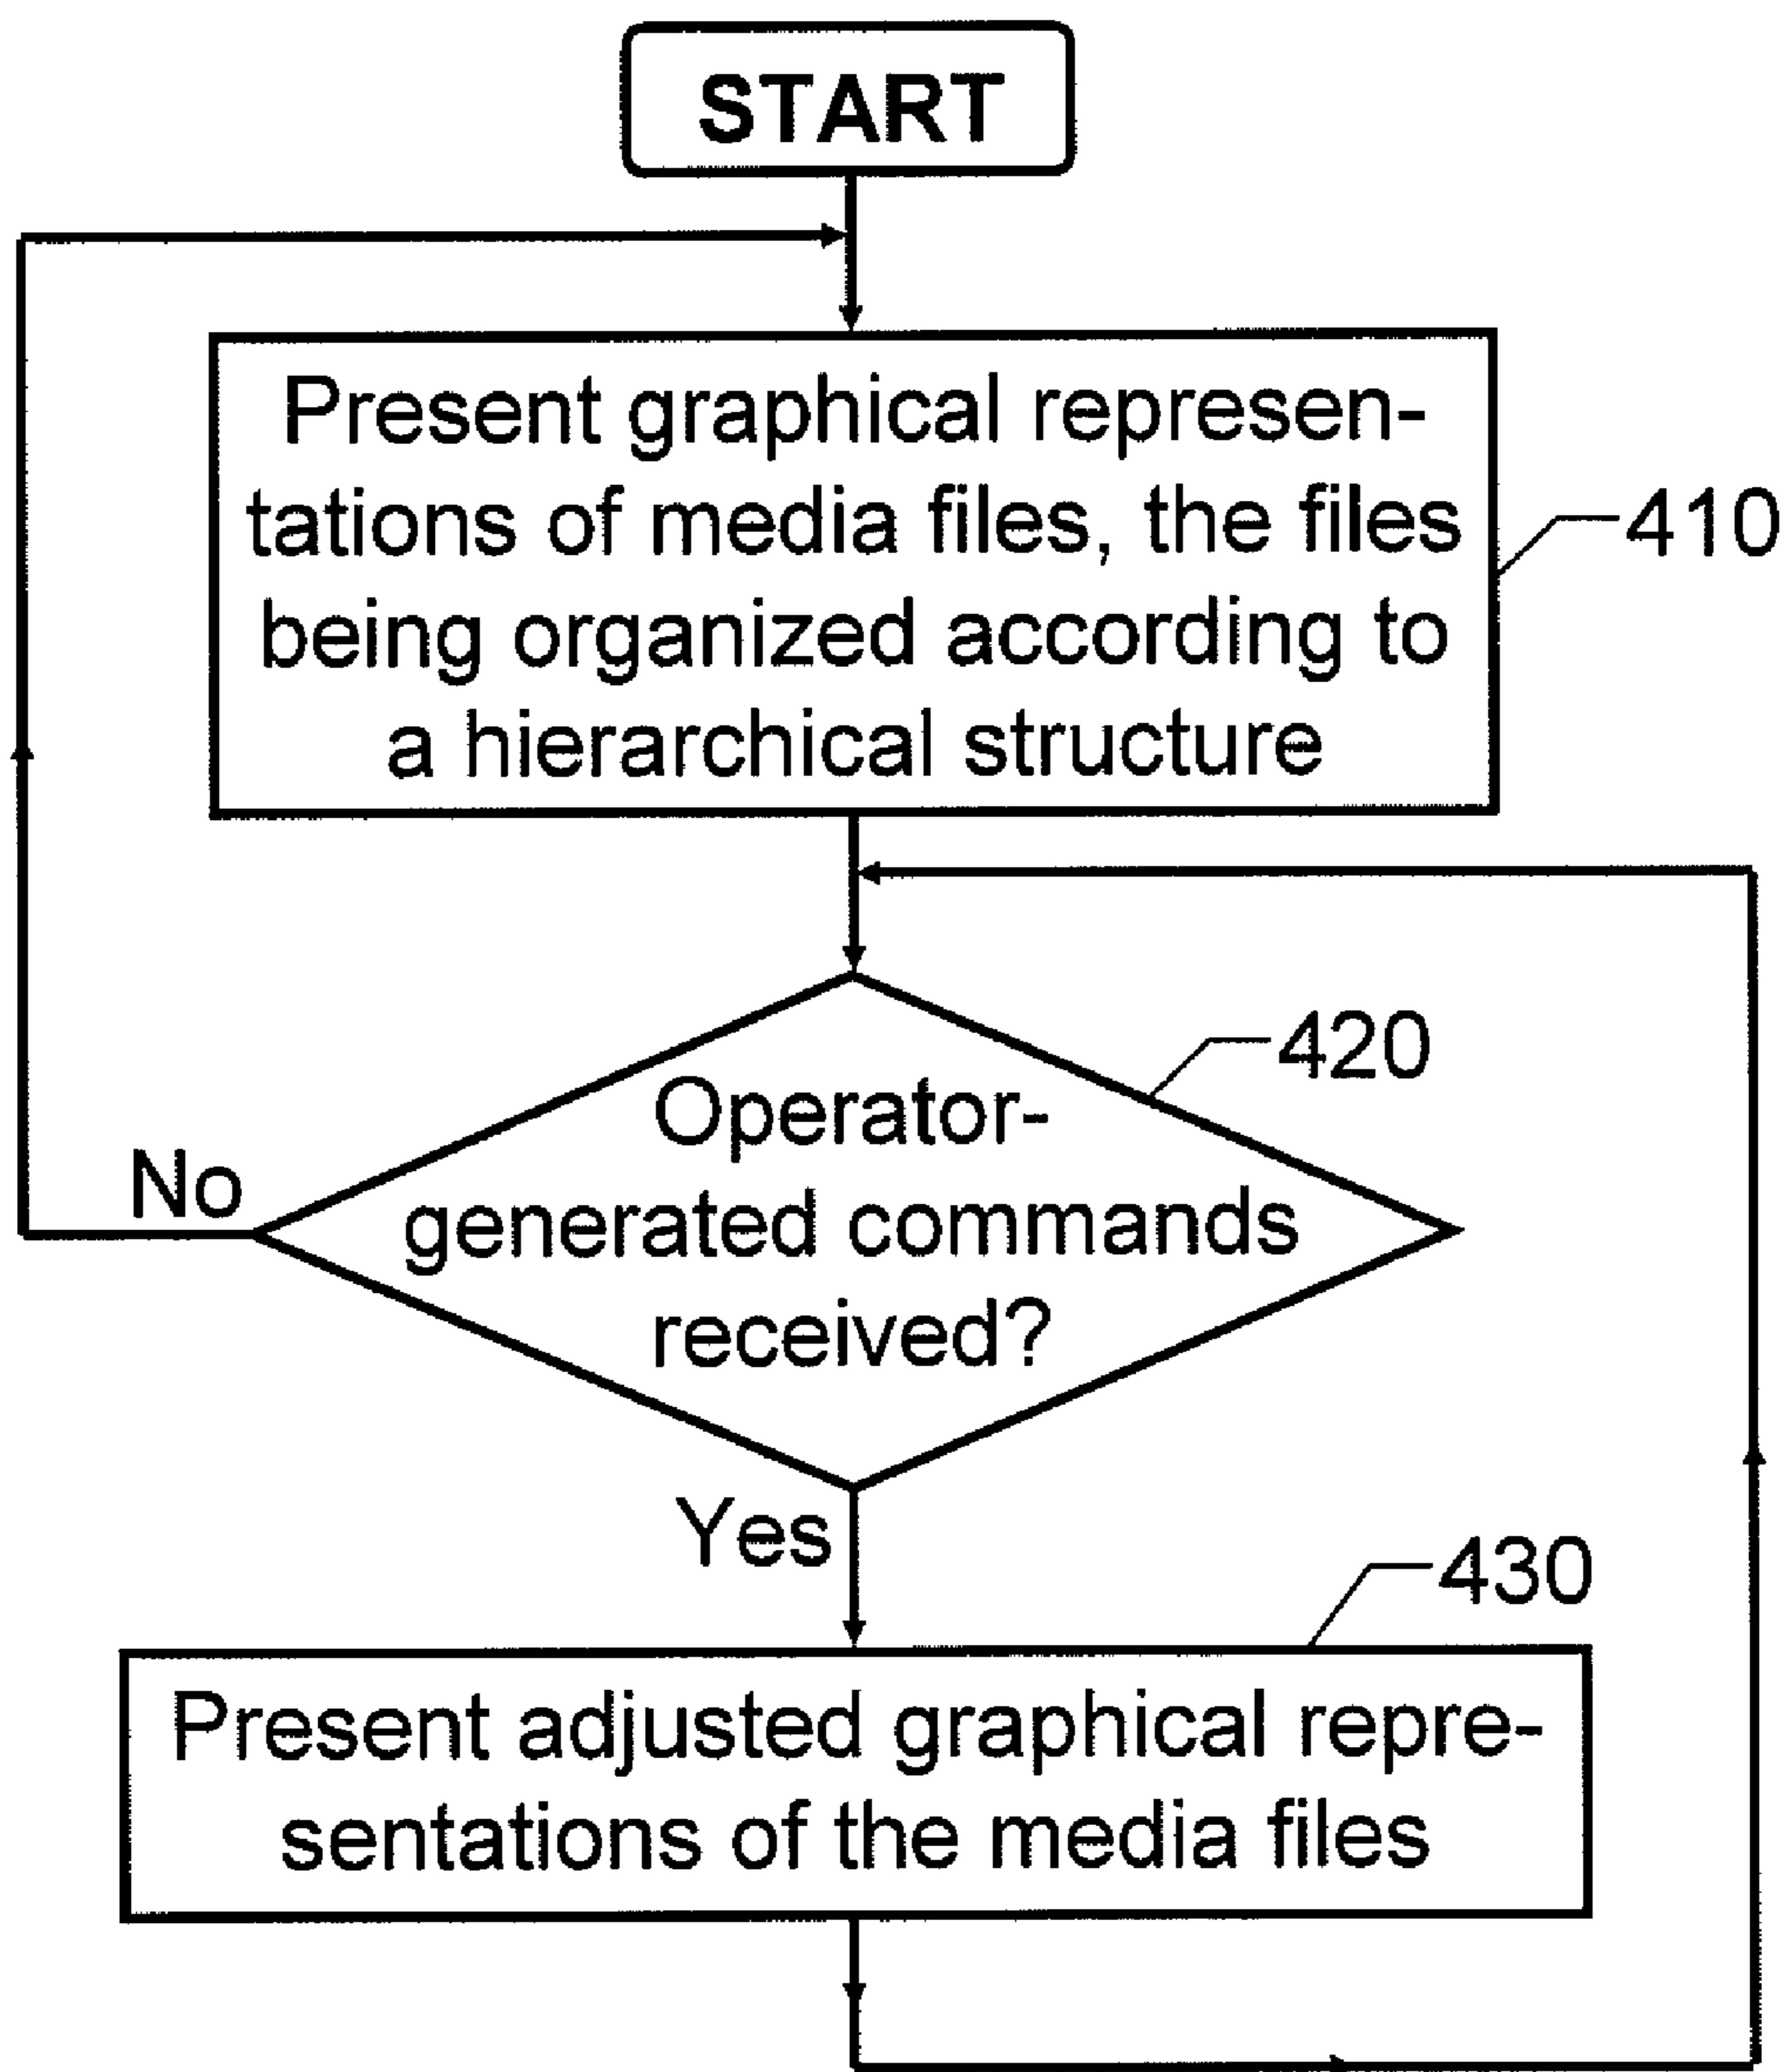 START
Present graphical represen-
tations of media files, the files
being organized according to
a hierarchical structure
410
420
Operator-
generated commands
received?
No
Yes
430
Present adjusted graphical repre-
sentations of the media files